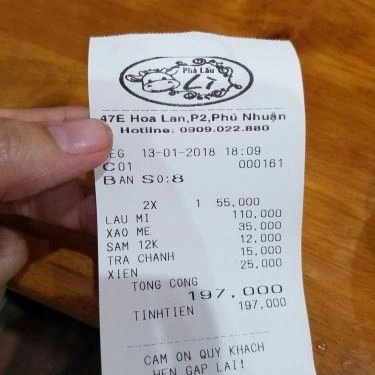 Phá Lấu
Lì
47E Hoa Lan,P2,Phú Nhuận
Hotline: 0909.022.880
EG 13-01-2018 18:09
C01 000161
BAN SO:8
2X 1 55,000
LAU MI 110,000
XAO ME 35,000
SAM 12K 12,000
TRA CHANH 15,000
XIEN 25,000
TONG CONG
197,000
TINHTIEN 197,000
CAM ON QUY KHACH
HEN GAP LAI!